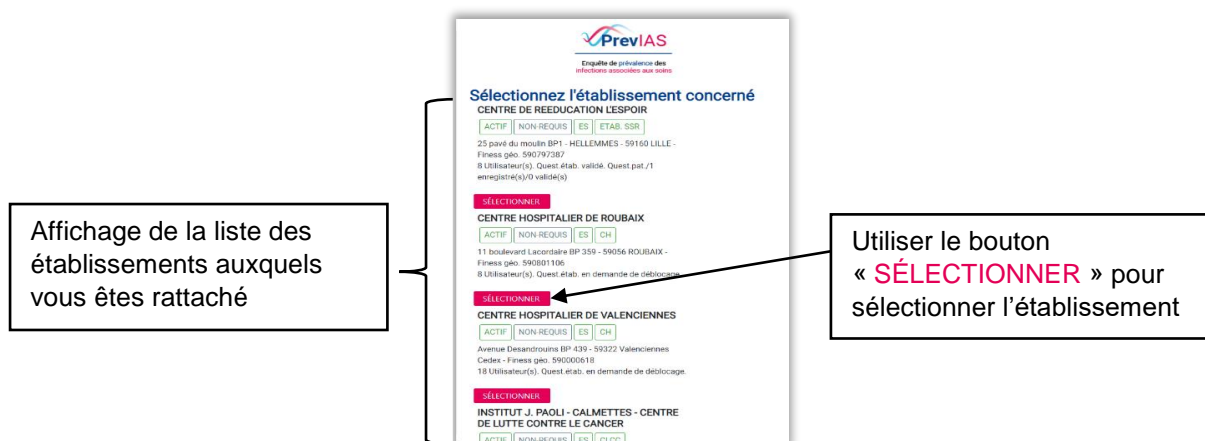 PrevIAS
Enquête de prévalence des
infections associées aux soins
Sélectionnez l'établissement concerné
CENTRE DE REEDUCATION L'ESPOIR
ACTIF NON-REQUIS ES ETAB. SSR
25 pavé du moulin BP1 - HELLEMMES - 59160 LILLE -
Finess géo. 590797387
8 Utilisateur(s). Quest.étab. validé. Quest.pat./1
enregistré(s)/0 validé(s)
SÉLECTIONNER
CENTRE HOSPITALIER DE ROUBAIX
ACTIF NON-REQUIS ES CH
11 boulevard Lacordaire BP 359 - 59056 ROUBAIX -
Finess géo. 590801106
8 Utilisateur(s). Quest.étab. en demande de déblocage.
SÉLECTIONNER
CENTRE HOSPITALIER DE VALENCIENNES
ACTIF NON-REQUIS ES CH
Avenue Desandrouins BP 439 - 59322 Valenciennes
Cedex - Finess géo. 590000618
18 Utilisateur(s). Quest.étab. en demande de déblocage.
SÉLECTIONNER
INSTITUT J. PAOLI - CALMETTES - CENTRE
DE LUTTE CONTRE LE CANCER
ACTIF NON-REQUIS ES CLCC
Affichage de la liste des
établissements auxquels
vous êtes rattaché
Utiliser le bouton
« SÉLECTIONNER » pour
sélectionner l'établissement